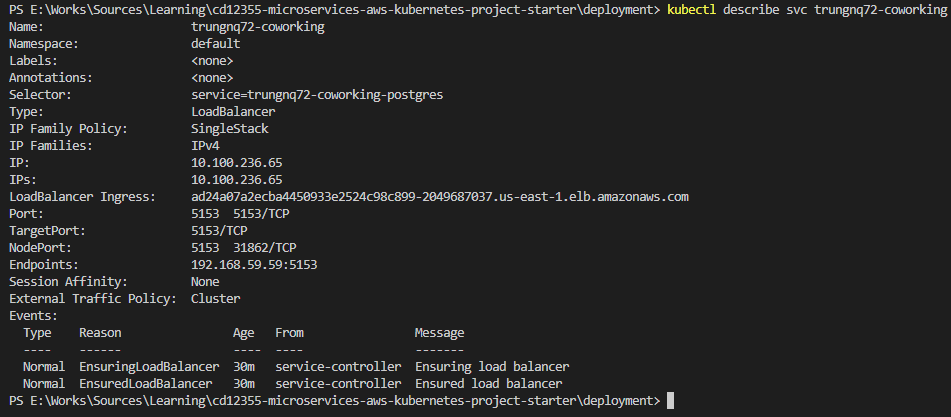 PS E:\Works\Sources\Learning\cd12355-microservices-aws-kubernetes-project-starter\deployment> kubectl describe svc trungnq72-coworking
Name:                     trungnq72-coworking
Namespace:                default
Labels:                   <none>
Annotations:              <none>
Selector:                 service=trungnq72-coworking-postgres
Type:                     LoadBalancer
IP Family Policy:         SingleStack
IP Families:              IPv4
IP:                       10.100.236.65
IPs:                      10.100.236.65
LoadBalancer Ingress:     ad24a07a2ecba4450933e2524c98c899-2049687037.us-east-1.elb.amazonaws.com
Port:                     5153  5153/TCP
TargetPort:               5153/TCP
NodePort:                 5153  31862/TCP
Endpoints:                192.168.59.59:5153
Session Affinity:         None
External Traffic Policy:  Cluster
Events:
  Type    Reason                Age   From                Message
  ----    ------                ----  ----                -------
  Normal  EnsuringLoadBalancer  30m   service-controller  Ensuring load balancer
  Normal  EnsuredLoadBalancer   30m   service-controller  Ensured load balancer
PS E:\Works\Sources\Learning\cd12355-microservices-aws-kubernetes-project-starter\deployment>